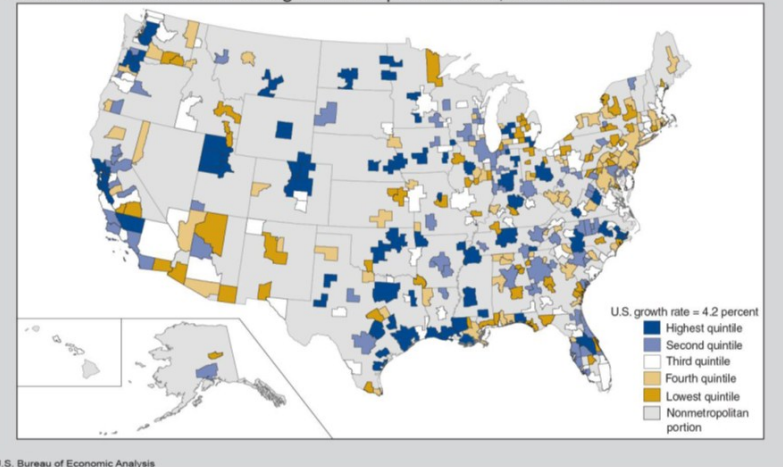 U.S. growth rate = 4.2 percent
Highest quintile
Second quintile
Third quintile
Fourth quintile
Lowest quintile
Nonmetropolitan
portion
.S. Bureau of Economic Analysis